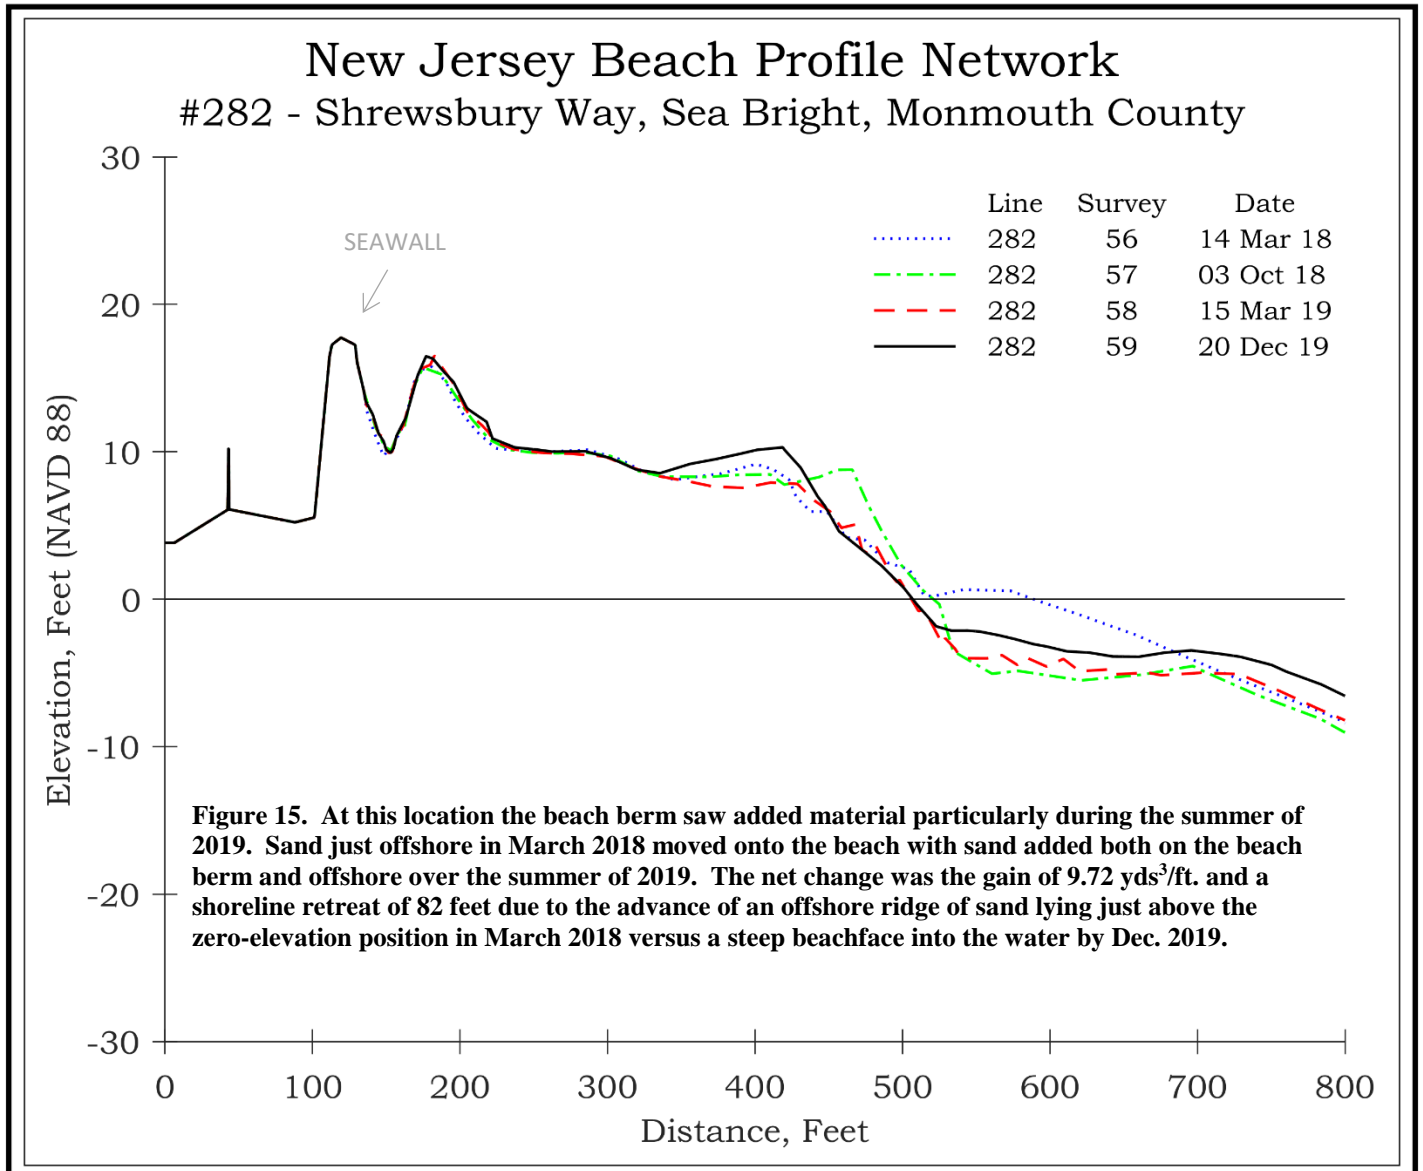 New Jersey Beach Profile Network
#282 - Shrewsbury Way, Sea Bright, Monmouth County
30
20
10
0
-10
-20
-30
Elevation, Feet (NAVD 88)
SEAWALL
Line Survey Date
282 56 14 Mar 18
282 57 03 Oct 18
282 58 15 Mar 19
282 59 20 Dec 19
Figure 15. At this location the beach berm saw added material particularly during the summer of
2019. Sand just offshore in March 2018 moved onto the beach with sand added both on the beach
berm and offshore over the summer of 2019. The net change was the gain of 9.72 yds³/ft. and a
shoreline retreat of 82 feet due to the advance of an offshore ridge of sand lying just above the
zero-elevation position in March 2018 versus a steep beachface into the water by Dec. 2019.
0 100 200 300 400 500 600 700 800
Distance, Feet